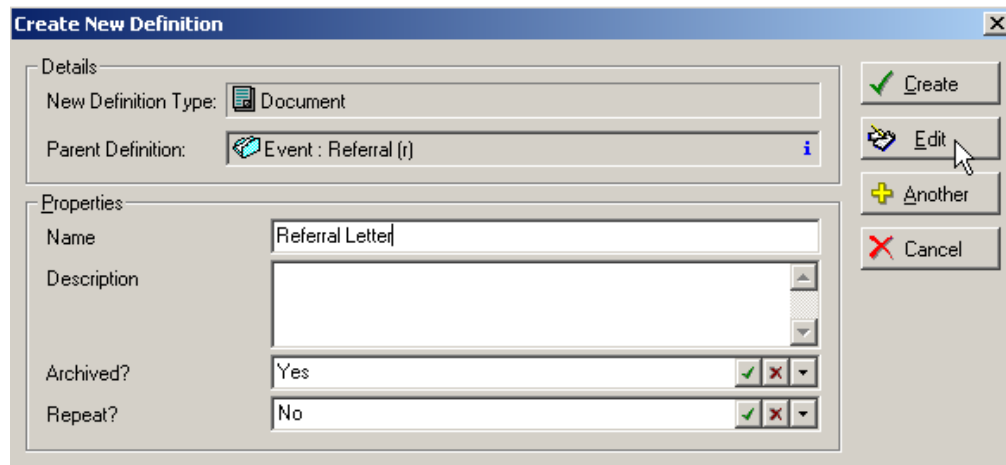 Create New Definition
Details
New Definition Type: Document
Parent Definition: Event : Referral (r) i
Properties
Name Referral Letter
Description
Archived? Yes
Repeat? No
Create
Edit
Another
Cancel